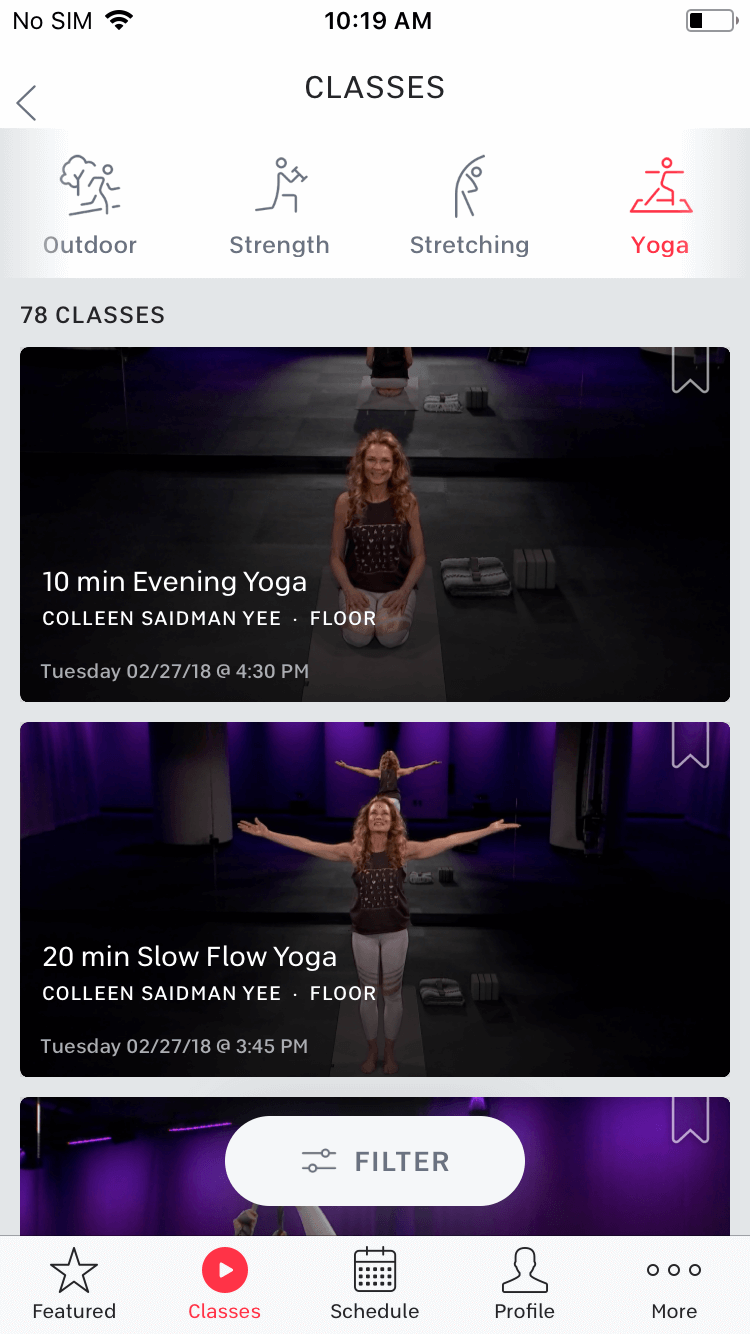 No SIM 10:19 AM
CLASSES
Outdoor Strength Stretching Yoga
78 CLASSES
10 min Evening Yoga
COLLEEN SAIDMAN YEE · FLOOR
Tuesday 02/27/18 @ 4:30 PM
20 min Slow Flow Yoga
COLLEEN SAIDMAN YEE · FLOOR
Tuesday 02/27/18 @ 3:45 PM
FILTER
Featured Classes Schedule Profile More